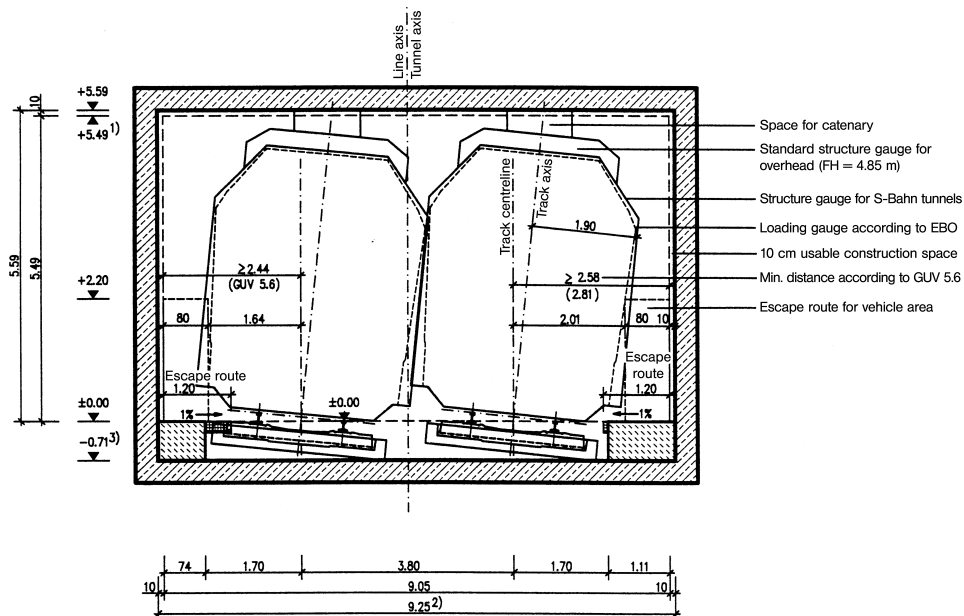 Line axis
Tunnel axis
+5.59
+5.49 1)
10
5.59
5.49
+2.20
±0.00
-0.71 3)
Space for catenary
Standard structure gauge for
overhead (FH = 4.85 m)
Structure gauge for S-Bahn tunnels
Loading gauge according to EBO
10 cm usable construction space
Min. distance according to GUV 5.6
Escape route for vehicle area
Track centreline
Track axis
1.90
≥ 2.44
(GUV 5.6)
≥ 2.58
(2.81)
80 1.64
2.01 80 10
Escape route
1.20
Escape
route
1.20
1%
±0.00
1%
74 1.70 3.80 1.70 1.11
10 9.05 10
9.25 2)